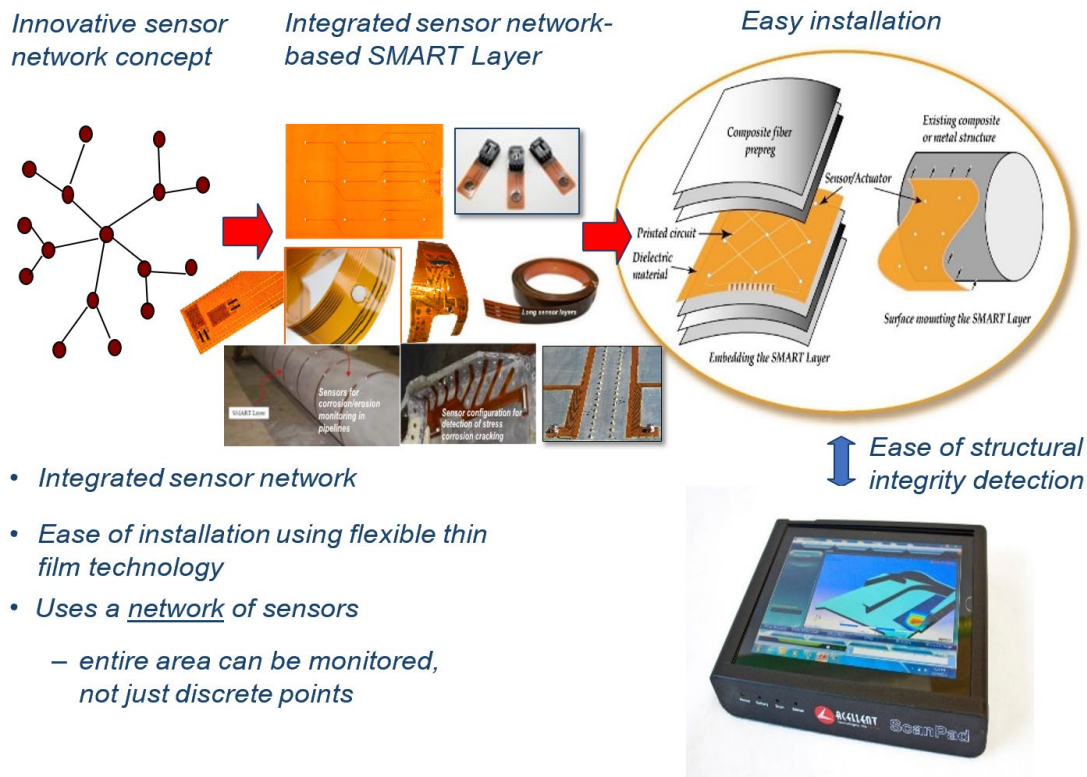 Innovative sensor
network concept
Integrated sensor network-
based SMART Layer
Easy installation
Composite fiber
prepreg
Existing composite
or metal structure
Sensor/Actuator
Printed circuit
Dielectric
material
Embedding the SMART Layer
Surface mounting the SMART Layer
Long sensor layers
SMART Layer
Sensors for
corrosion/erosion
monitoring in
pipelines
Sensor configuration for
detection of stress
corrosion cracking
Ease of structural
integrity detection
• Integrated sensor network
• Ease of installation using flexible thin
film technology
• Uses a network of sensors
– entire area can be monitored,
not just discrete points
ACELLENT
ScanPad